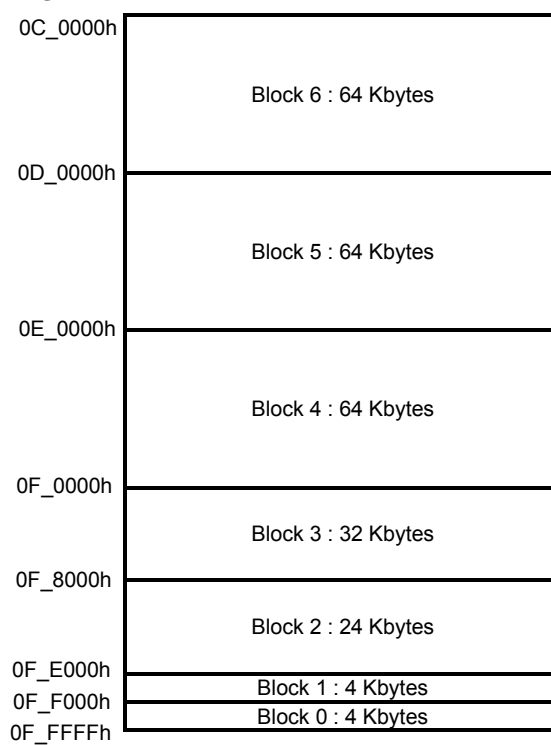 0C_0000h
Block 6 : 64 Kbytes
0D_0000h
Block 5 : 64 Kbytes
0E_0000h
Block 4 : 64 Kbytes
0F_0000h
Block 3 : 32 Kbytes
0F_8000h
Block 2 : 24 Kbytes
0F_E000h
Block 1 : 4 Kbytes
0F_F000h
Block 0 : 4 Kbytes
0F_FFFFh